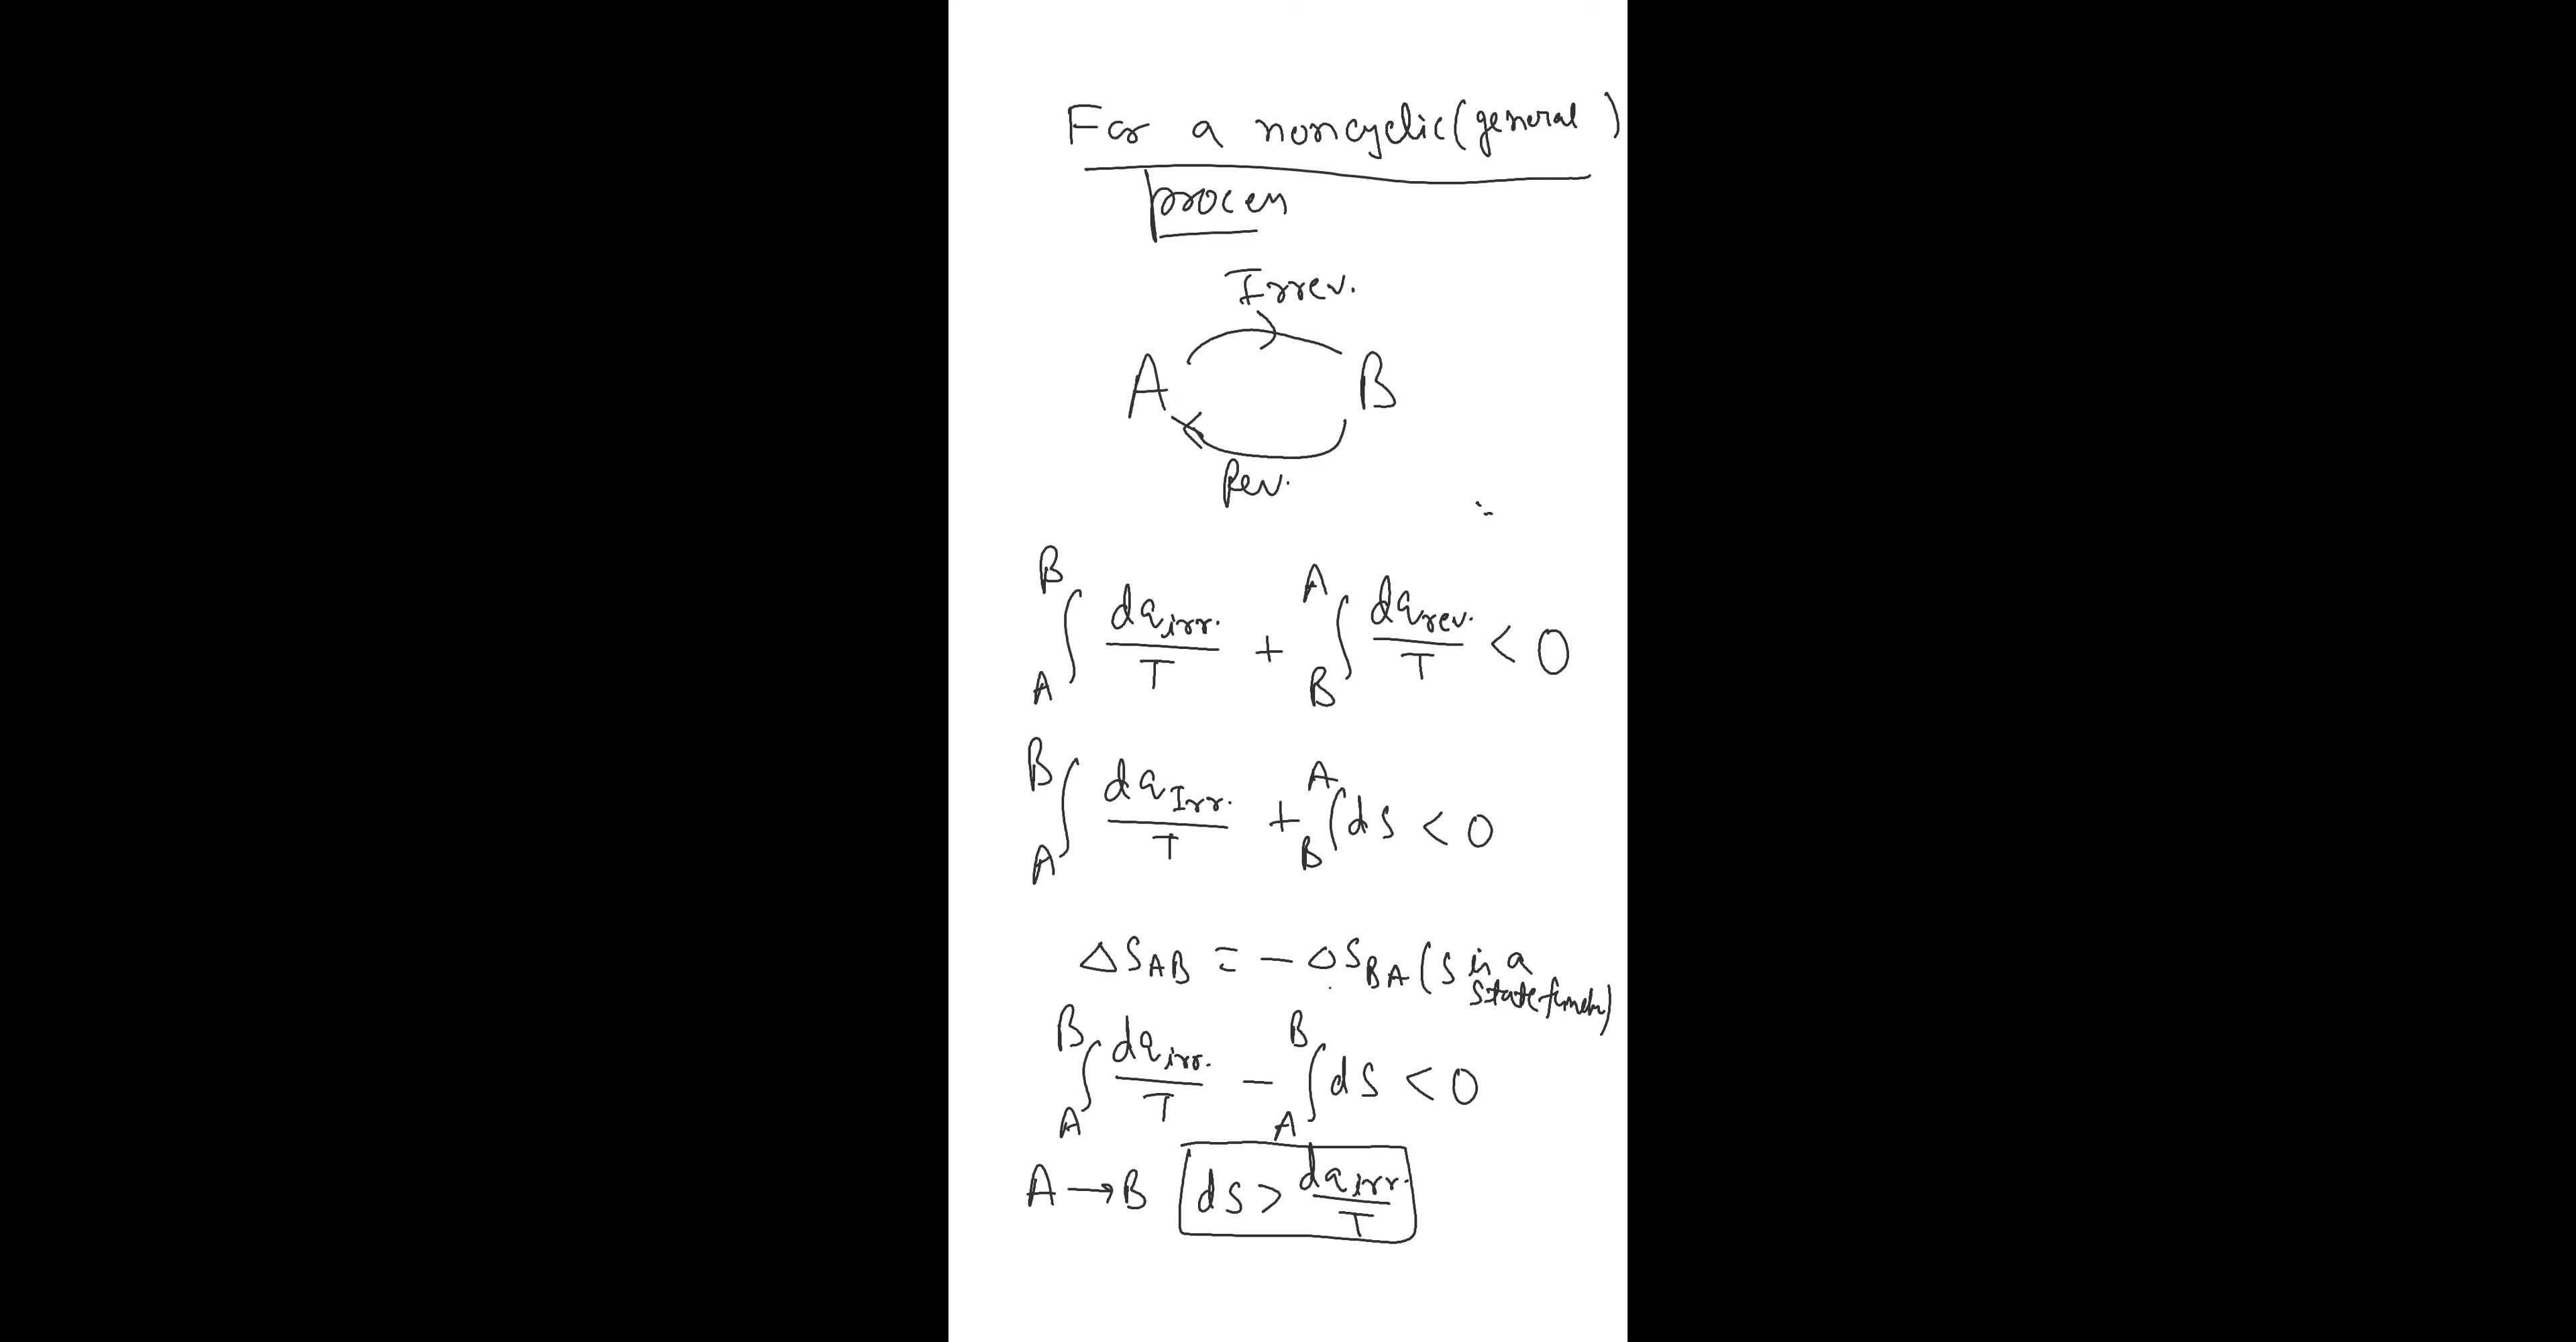 For a noncyclic (general)
process
Irrev.
A B
Rev.
∫_A^B dq_irr./T + ∫_B^A dq_rev./T < 0
∫_A^B dq_Irr./T + ∫_B^A ds < 0
ΔS_AB = - ΔS_BA (S is a
state
∫_A^B dq_irr./T - ∫_A^B dS < 0
A → B ds > dq_irr./T